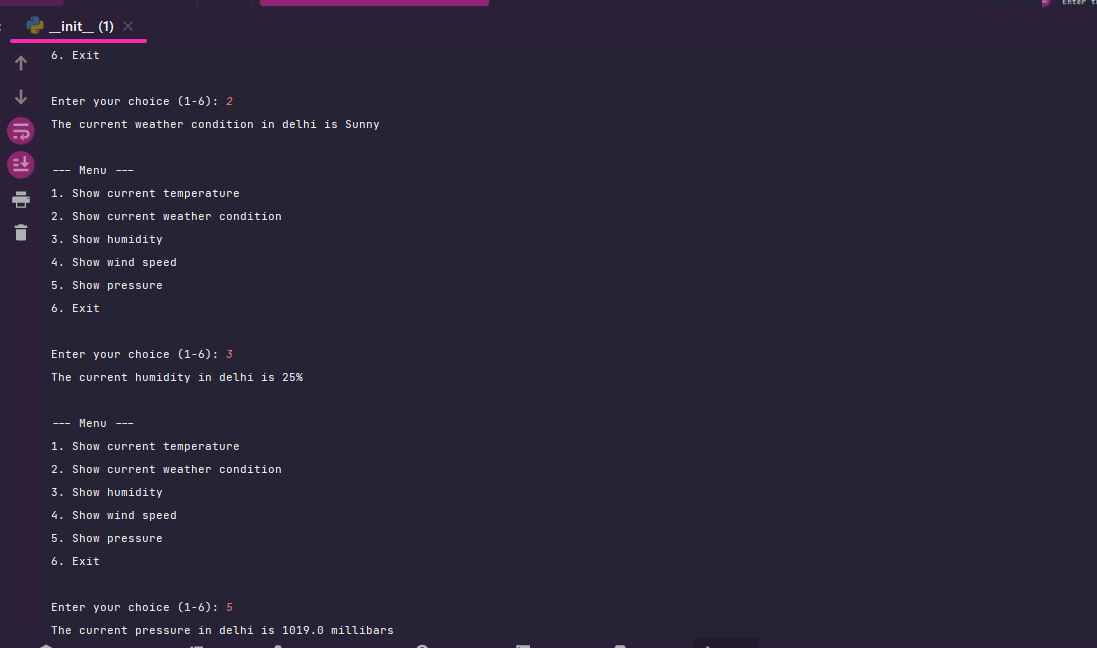 Enter t
__init__ (1)
6. Exit
Enter your choice (1-6): 2
The current weather condition in delhi is Sunny
--- Menu ---
1. Show current temperature
2. Show current weather condition
3. Show humidity
4. Show wind speed
5. Show pressure
6. Exit
Enter your choice (1-6): 3
The current humidity in delhi is 25%
--- Menu ---
1. Show current temperature
2. Show current weather condition
3. Show humidity
4. Show wind speed
5. Show pressure
6. Exit
Enter your choice (1-6): 5
The current pressure in delhi is 1019.0 millibars